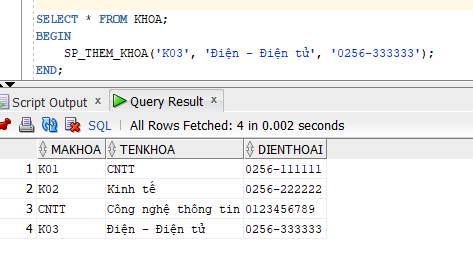 SELECT * FROM KHOA;
BEGIN
SP_THEM_KHOA('K03', 'Điện - Điện tử', '0256-333333');
END;
Script Output x Query Result x
SQL | All Rows Fetched: 4 in 0.002 seconds
MAKHOA TENKHOA DIENTHOAI
1 K01 CNTT 0256-111111
2 K02 Kinh tế 0256-222222
3 CNTT Công nghệ thông tin 0123456789
4 K03 Điện - Điện tử 0256-333333